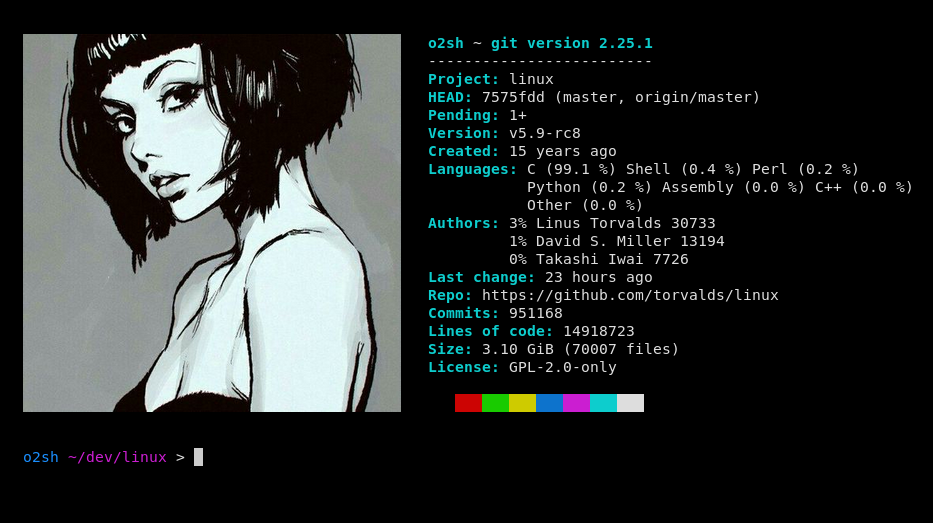 o2sh ~ git version 2.25.1
-------------------------
Project: linux
HEAD: 7575fdd (master, origin/master)
Pending: 1+
Version: v5.9-rc8
Created: 15 years ago
Languages: C (99.1 %) Shell (0.4 %) Perl (0.2 %)
Python (0.2 %) Assembly (0.0 %) C++ (0.0 %)
Other (0.0 %)
Authors: 3% Linus Torvalds 30733
1% David S. Miller 13194
0% Takashi Iwai 7726
Last change: 23 hours ago
Repo: https://github.com/torvalds/linux
Commits: 951168
Lines of code: 14918723
Size: 3.10 GiB (70007 files)
License: GPL-2.0-only
o2sh ~/dev/linux >